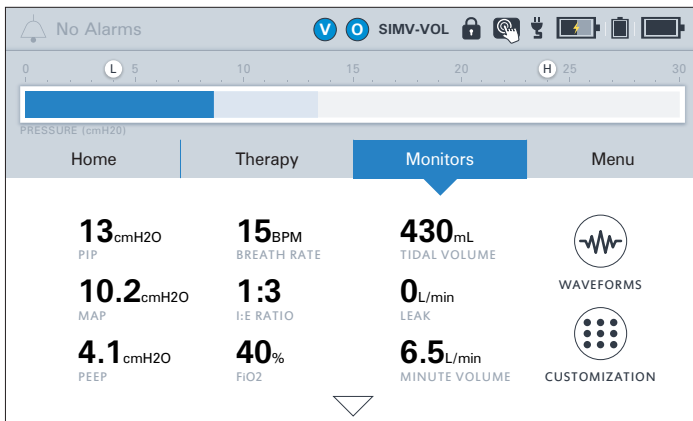 No Alarms V O SIMV-VOL
0 L 5 10 15 20 H 25 30
PRESSURE (cmH20)
Home Therapy Monitors Menu
13cmH2O 15BPM 430mL
PIP BREATH RATE TIDAL VOLUME
WAVEFORMS
10.2cmH2O 1:3 0L/min
MAP I:E RATIO LEAK
4.1cmH2O 40% 6.5L/min
PEEP FiO2 MINUTE VOLUME CUSTOMIZATION